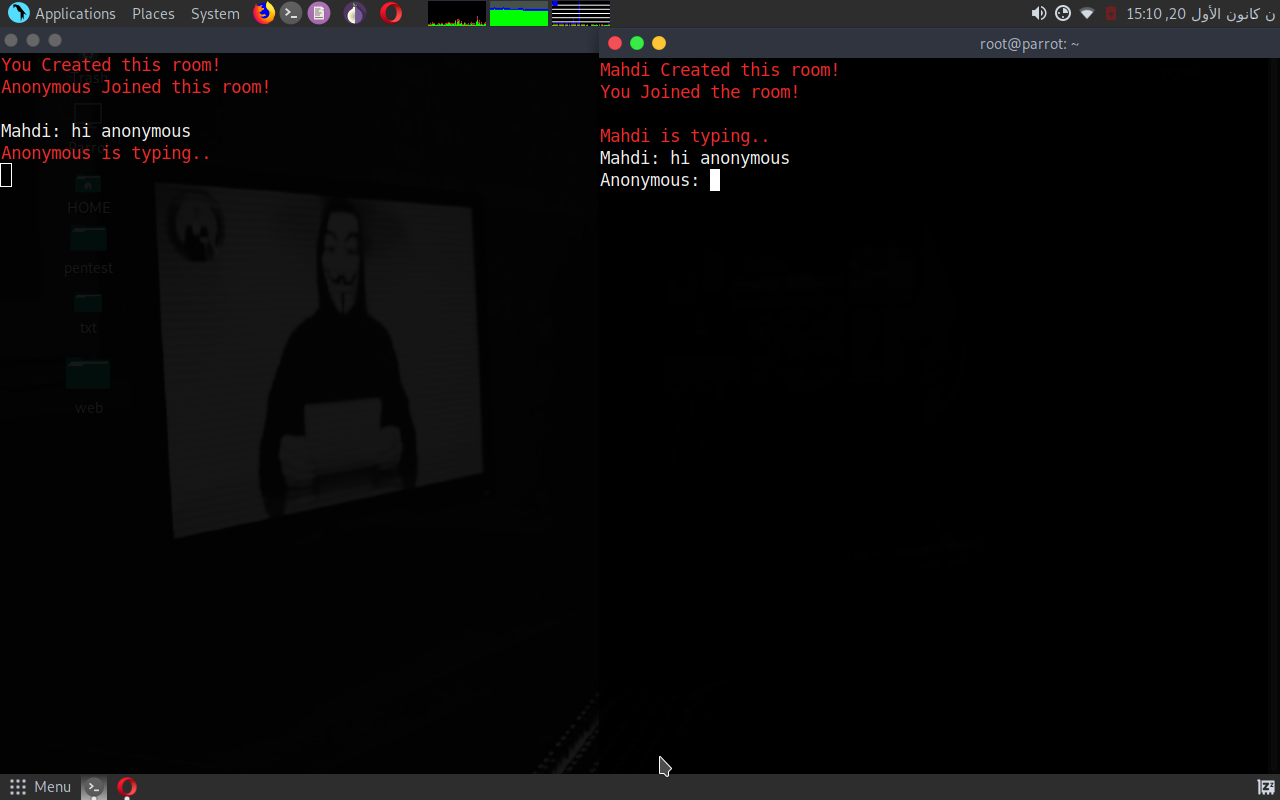 Applications Places System
ن كانون الأول 20, 15:10
You Created this room!
Anonymous Joined this room!
Mahdi: hi anonymous
Anonymous is typing..
HOME
pentest
txt
web
root@parrot: ~
Mahdi Created this room!
You Joined the room!
Mahdi is typing..
Mahdi: hi anonymous
Anonymous:
Menu